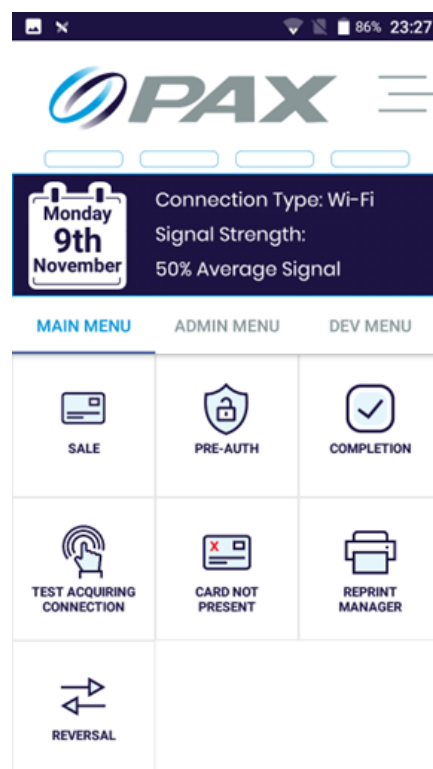 86% 23:27
PAX
Monday
9th
November
Connection Type: Wi-Fi
Signal Strength:
50% Average Signal
MAIN MENU ADMIN MENU DEV MENU
SALE
PRE-AUTH
COMPLETION
TEST ACQUIRING
CONNECTION
CARD NOT
PRESENT
REPRINT
MANAGER
REVERSAL